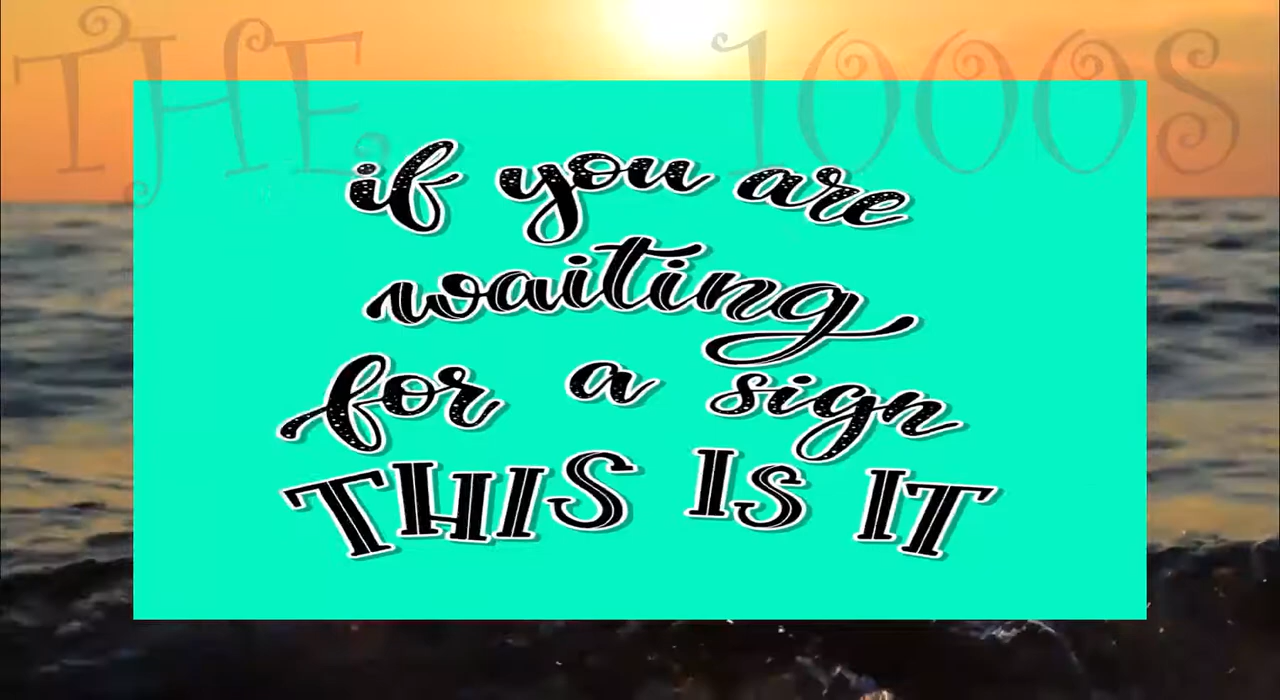 THE 1000S
if you are
waiting
for a sign
THIS IS IT